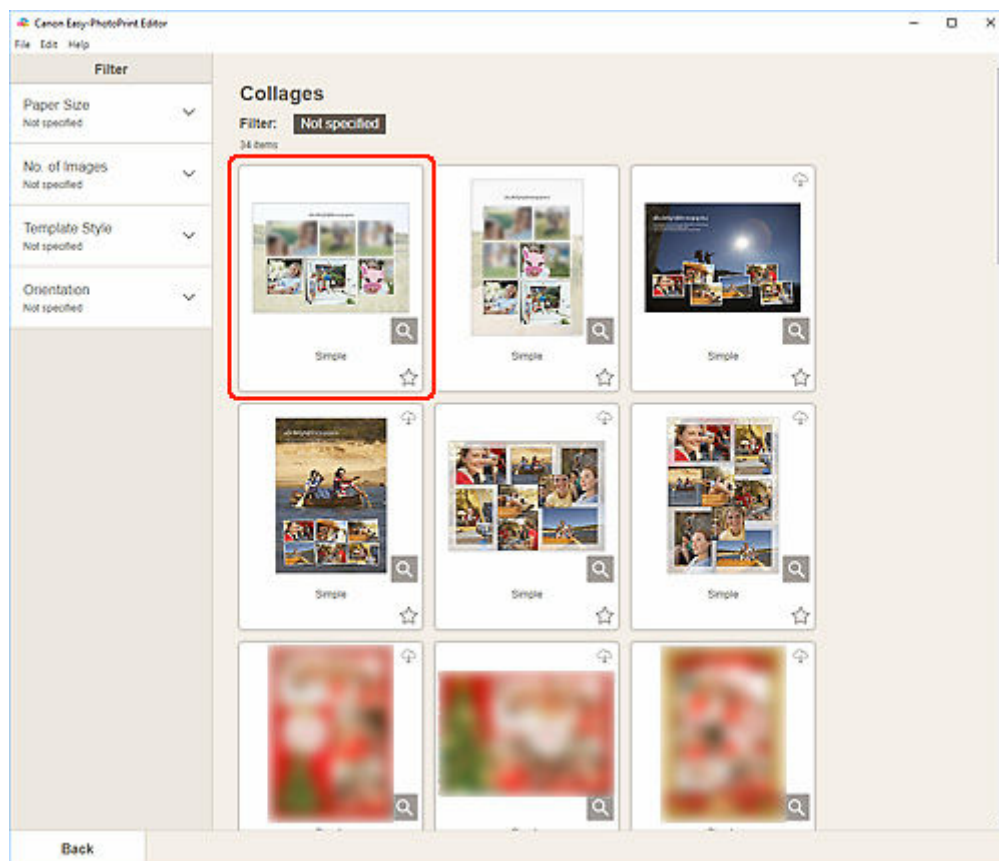 Canon Easy-PhotoPrint Editor
File Edit Help
Filter
Paper Size
Not specified
No. of Images
Not specified
Template Style
Not specified
Orientation
Not specified
Collages
Filter: Not specified
34 items
Simple
Simple
Simple
Simple
Simple
Simple
Back